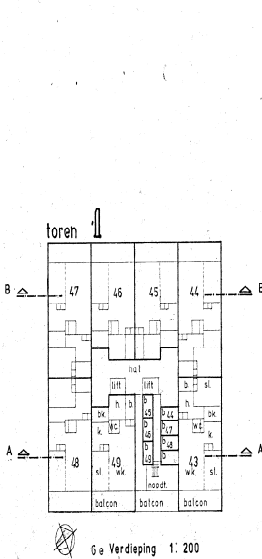 toren 1
B 47 46 45 44 B
hal
lift lift b. sl.
h. b. b 45 b 44 h. bk.
bk. wc b 46 b 47 wc k.
k. b 48
A 48 49 b 49 b 43 A
sl. wk. wk sl.
noodt.
balcon balcon balcon
6e Verdieping 1:200